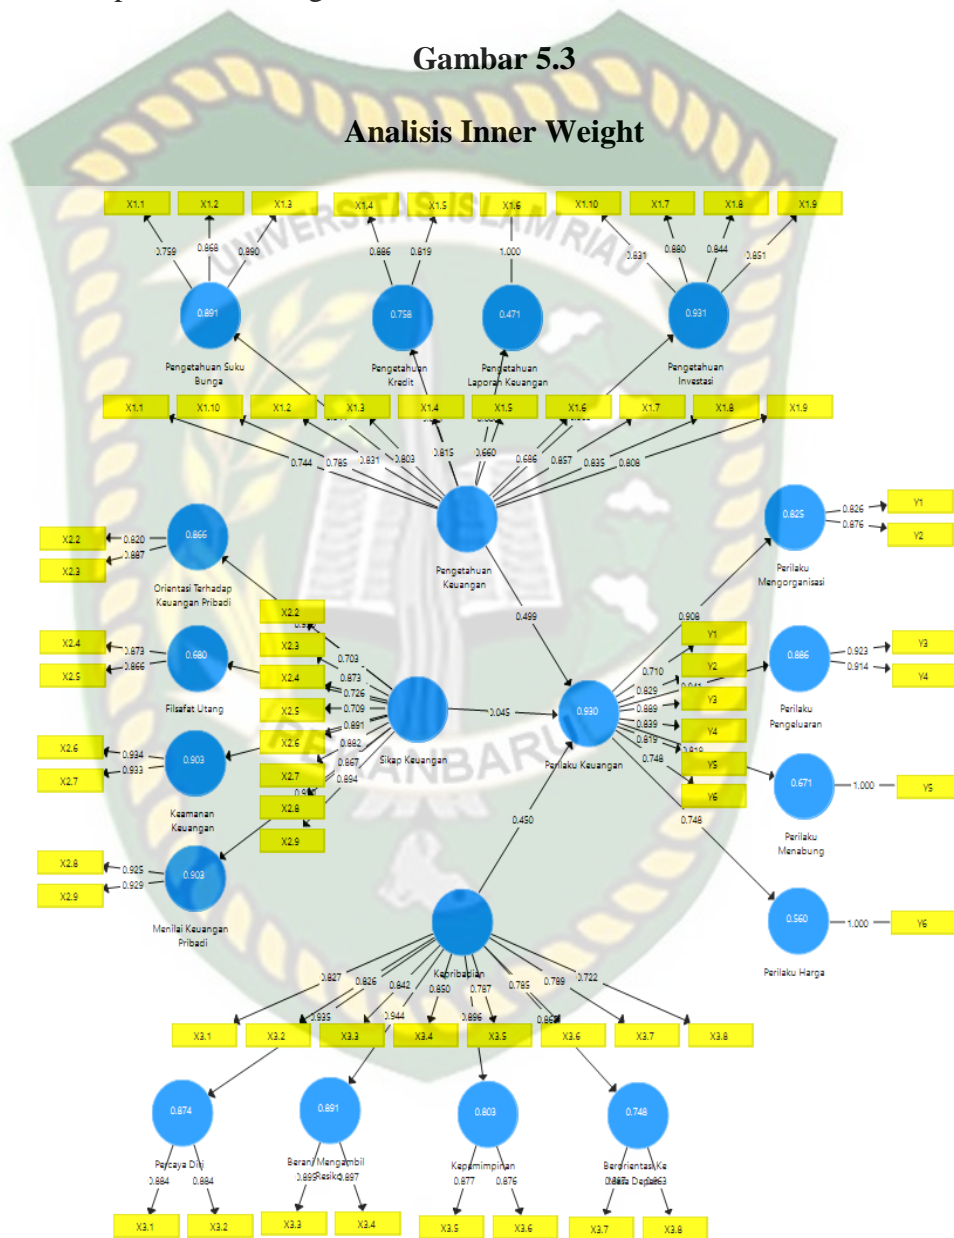 Gambar 5.3
Analisis Inner Weight
UNIVERSITAS ISLAM RIAU
X1.1 X1.2 X1.3 X1.4 X1.5 X1.6 X1.10 X1.7 X1.8 X1.9
0.759 0.868 0.890 0.886 0.819 1.000 0.831 0.880 0.844 0.851
0.891 0.758 0.471 0.931
Pengetahuan Suku
Bunga
Pengetahuan
Kredit
Pengetahuan
Laporan Keuangan
Pengetahuan
Investasi
X1.1 X1.10 X1.2 X1.3 X1.4 X1.5 X1.6 X1.7 X1.8 X1.9
0.744 0.785 0.831 0.803 0.815 0.660 0.686 0.857 0.835 0.808
Pengetahuan
Keuangan
0.499
X2.2
X2.3
0.820
0.887
0.866
Orientasi Terhadap
Keuangan Pribadi
X2.4
X2.5
0.873
0.866
0.680
Filsafat Utang
X2.6
X2.7
0.934
0.933
0.903
Keamanan
Keuangan
X2.8
X2.9
0.925
0.929
0.903
Menilai Keuangan
Pribadi
X2.2
X2.3
X2.4
X2.5
X2.6
X2.7
X2.8
X2.9
0.703
0.873
0.726
0.709
0.891
0.882
0.867
0.894
Sikap Keuangan
0.045
0.930
Perilaku Keuangan
PEKANBARU
0.450
Y1
Y2
Y3
Y4
Y5
Y6
0.710
0.829
0.889
0.839
0.819
0.748
0.908
0.825
Perilaku
Mengorganisasi
0.826
0.876
Y1
Y2
0.886
Perilaku
Pengeluaran
0.923
0.914
Y3
Y4
0.819
0.671
Perilaku
Menabung
1.000
Y5
0.748
0.560
Perilaku Harga
1.000
Y6
Kepribadian
0.827 0.826 0.842 0.850 0.787 0.785 0.789 0.722
0.935 0.944 0.896
X3.1 X3.2 X3.3 X3.4 X3.5 X3.6 X3.7 X3.8
0.874 0.891 0.803 0.748
Percaya Diri
Berani Mengambil
Resiko
Kepemimpinan
Berorientasi Ke
Masa Depan
0.884 0.884 0.897 0.877 0.876
X3.1 X3.2 X3.3 X3.4 X3.5 X3.6 X3.7 X3.8